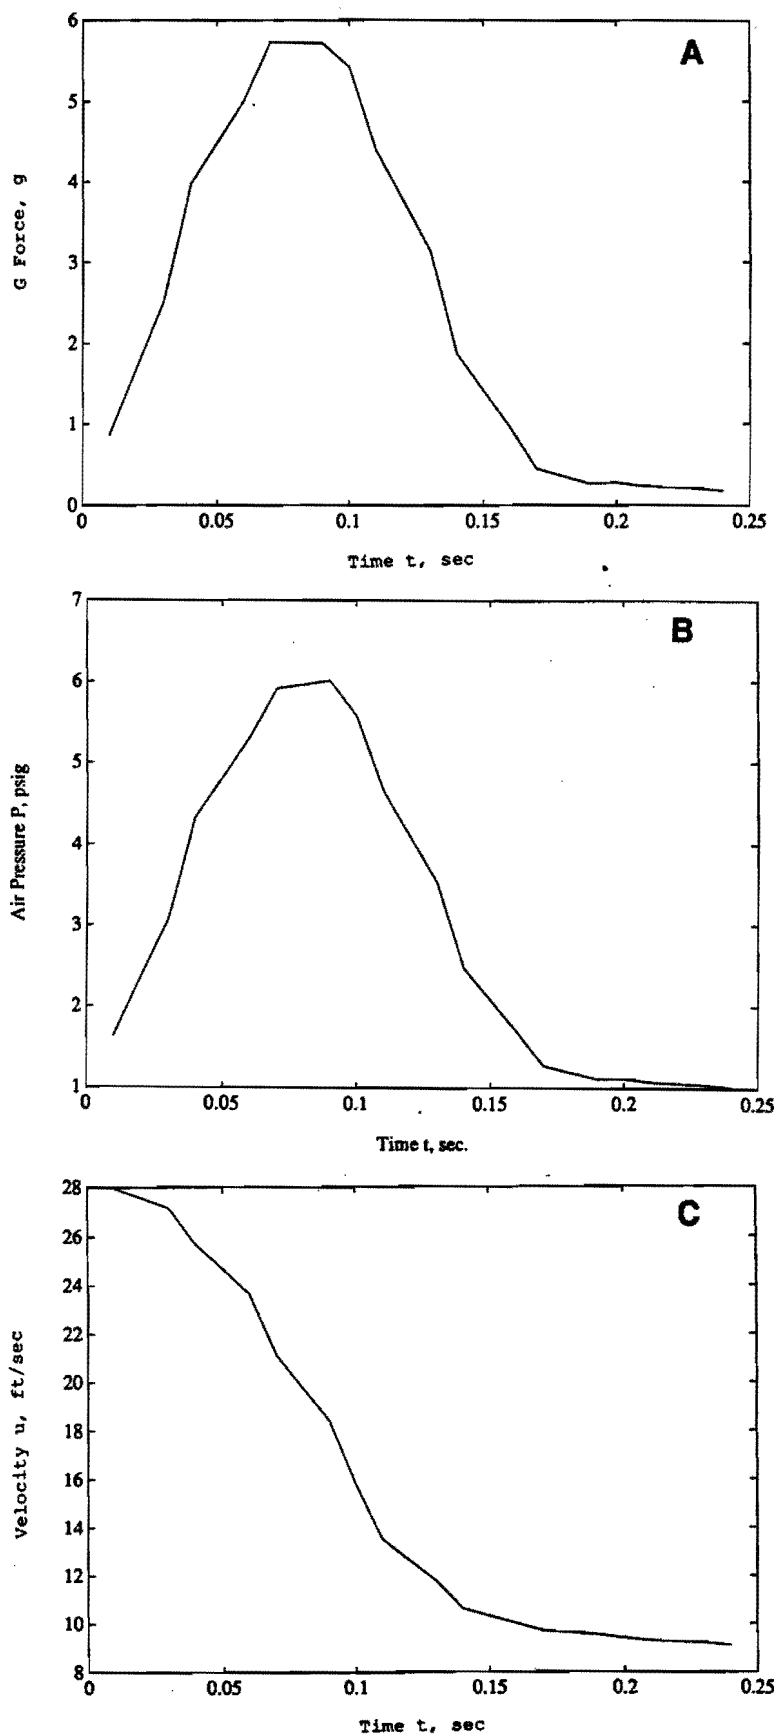 A
6
5
4
3
2
1
0
G Force, g
0 0.05 0.1 0.15 0.2 0.25
Time t, sec
B
7
6
5
4
3
2
1
Air Pressure P, psig
0 0.05 0.1 0.15 0.2 0.25
Time t, sec.
C
28
26
24
22
20
18
16
14
12
10
8
Velocity u, ft/sec
0 0.05 0.1 0.15 0.2 0.25
Time t, sec